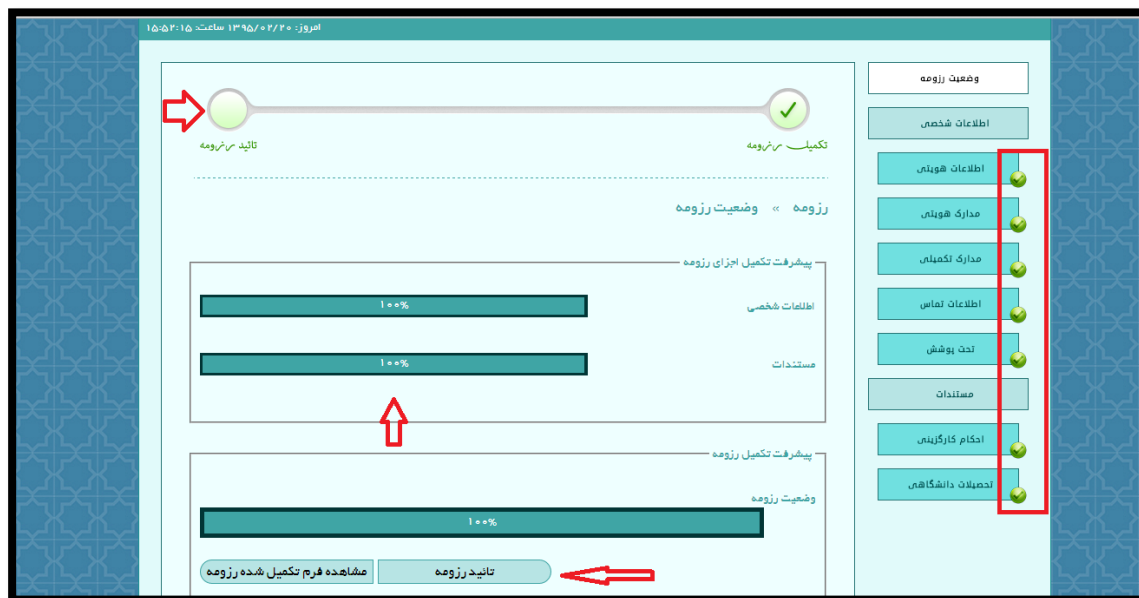 امروز: ۱۳۹۵/۰۲/۲۰ ساعت: ۱۵:۵۲:۱۵
وضعیت رزومه
اطلاعات شخصی
اطلاعات هویتی
مدارک هویتی
مدارک تکمیلی
اطلاعات تماس
تحت پوشش
مستندات
احکام کارگزینی
تحصیلات دانشگاهی
تکمیل رزومه
تائید رزومه
رزومه » وضعیت رزومه
پیشرفت تکمیل اجزای رزومه
اطلاعات شخصی
۱۰۰%
مستندات
۱۰۰%
پیشرفت تکمیل رزومه
وضعیت رزومه
۱۰۰%
تائید رزومه
مشاهده فرم تکمیل شده رزومه